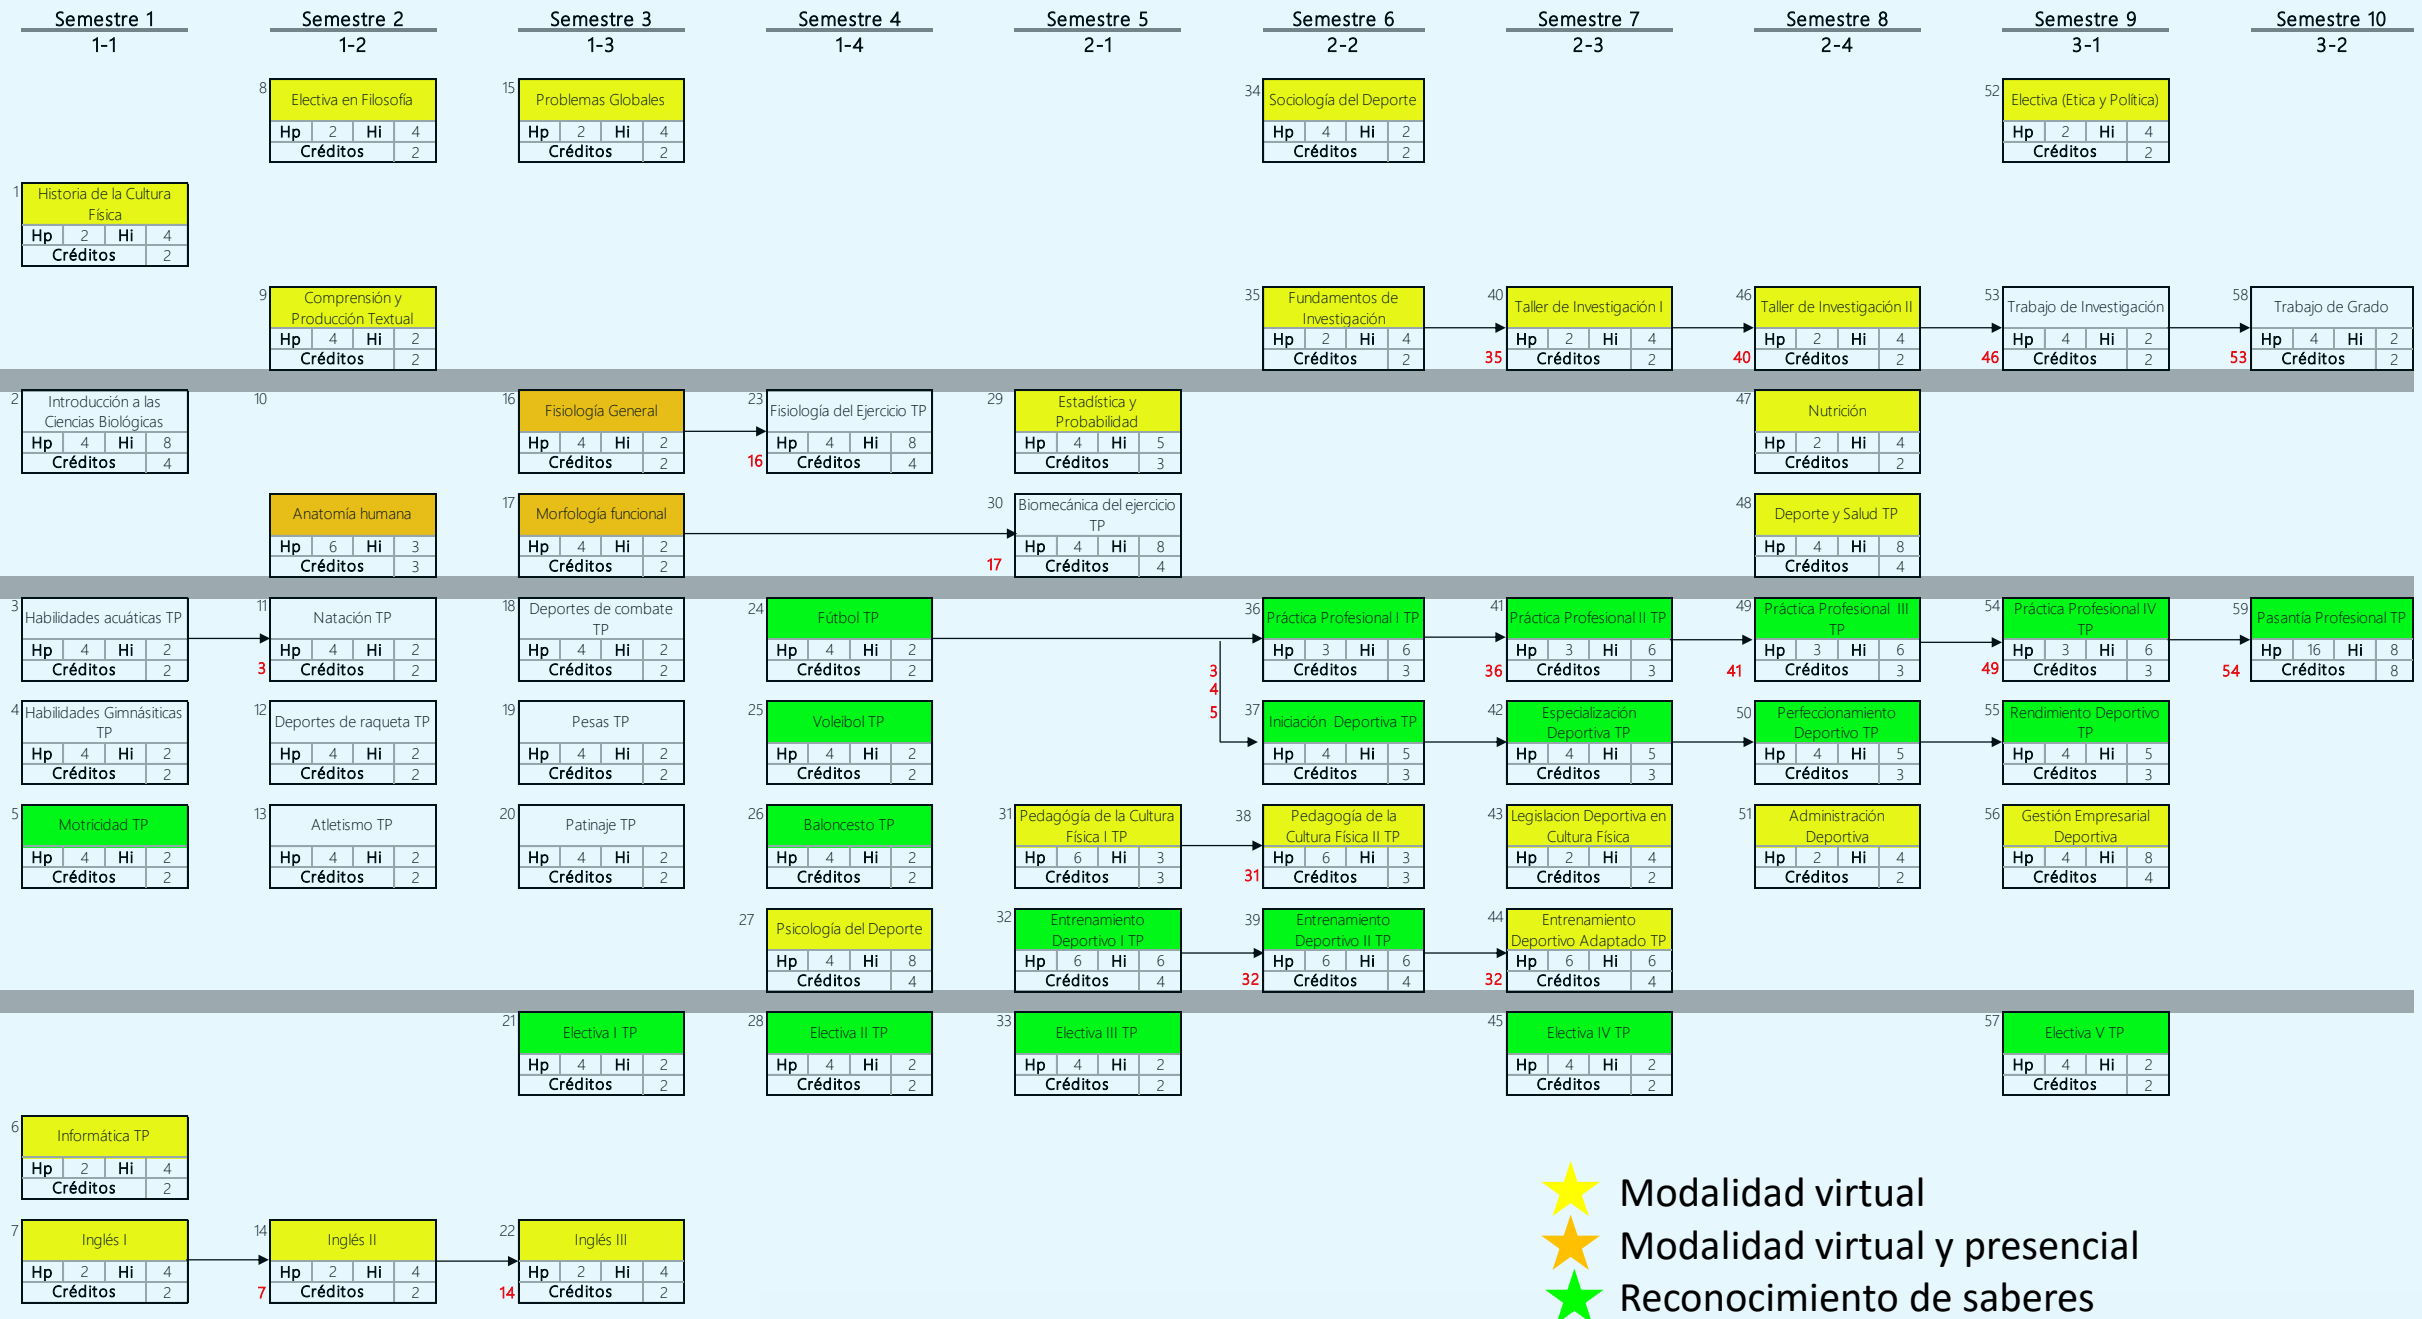 Semestre 1 Semestre 2 Semestre 3 Semestre 4 Semestre 5 Semestre 6 Semestre 7 Semestre 8 Semestre 9 Semestre 10
1-1 1-2 1-3 1-4 2-1 2-2 2-3 2-4 3-1 3-2
8 Electiva en Filosofía 15 Problemas Globales 34 Sociología del Deporte 52 Electiva (Etica y Política)
Hp 2 Hi 4 Hp 2 Hi 4 Hp 4 Hi 2 Hp 2 Hi 4
Créditos 2 Créditos 2 Créditos 2 Créditos 2
1 Historia de la Cultura
Física
Hp 2 Hi 4
Créditos 2
9 Comprensión y 35 Fundamentos de 40 Taller de Investigación I 46 Taller de Investigación II 53 Trabajo de Investigación 58 Trabajo de Grado
Producción Textual Investigación
Hp 4 Hi 2 Hp 2 Hi 4 Hp 2 Hi 4 Hp 2 Hi 4 Hp 4 Hi 2 Hp 4 Hi 2
Créditos 2 Créditos 2 35 Créditos 2 40 Créditos 2 46 Créditos 2 53 Créditos 2
2 Introducción a las 10 16 Fisiología General 23 Fisiología del Ejercicio TP 29 Estadística y 47 Nutrición
Ciencias Biológicas Probabilidad
Hp 4 Hi 8 Hp 4 Hi 2 Hp 4 Hi 8 Hp 4 Hi 5 Hp 2 Hi 4
Créditos 4 Créditos 2 16 Créditos 4 Créditos 3 Créditos 2
Anatomía humana 17 Morfología funcional 30 Biomecánica del ejercicio 48 Deporte y Salud TP
TP
Hp 6 Hi 3 Hp 4 Hi 2 Hp 4 Hi 8 Hp 4 Hi 8
Créditos 3 Créditos 2 17 Créditos 4 Créditos 4
3 Habilidades acuáticas TP 11 Natación TP 18 Deportes de combate 24 Fútbol TP 36 Práctica Profesional I TP 41 Práctica Profesional II TP 49 Práctica Profesional III 54 Práctica Profesional IV 59 Pasantía Profesional TP
TP TP TP
Hp 4 Hi 2 Hp 4 Hi 2 Hp 4 Hi 2 Hp 4 Hi 2 Hp 3 Hi 6 Hp 3 Hi 6 Hp 3 Hi 6 Hp 3 Hi 6 Hp 16 Hi 8
Créditos 2 3 Créditos 2 Créditos 2 Créditos 2 3 Créditos 3 36 Créditos 3 41 Créditos 3 49 Créditos 3 54 Créditos 8
4
5
4 Habilidades Gimnásiticas 12 Deportes de raqueta TP 19 Pesas TP 25 Voleibol TP 37 Iniciación Deportiva TP 42 Especialización 50 Perfeccionamiento 55 Rendimiento Deportivo
TP Deportiva TP Deportivo TP TP
Hp 4 Hi 2 Hp 4 Hi 2 Hp 4 Hi 2 Hp 4 Hi 2 Hp 4 Hi 5 Hp 4 Hi 5 Hp 4 Hi 5 Hp 4 Hi 5
Créditos 2 Créditos 2 Créditos 2 Créditos 2 Créditos 3 Créditos 3 Créditos 3 Créditos 3
5 Motricidad TP 13 Atletismo TP 20 Patinaje TP 26 Baloncesto TP 31 Pedagógía de la Cultura 38 Pedagogía de la 43 Legislacion Deportiva en 51 Administración 56 Gestión Empresarial
Física I TP Cultura Física II TP Cultura Física Deportiva Deportiva
Hp 4 Hi 2 Hp 4 Hi 2 Hp 4 Hi 2 Hp 4 Hi 2 Hp 6 Hi 3 Hp 6 Hi 3 Hp 2 Hi 4 Hp 2 Hi 4 Hp 4 Hi 8
Créditos 2 Créditos 2 Créditos 2 Créditos 2 Créditos 3 31 Créditos 3 Créditos 2 Créditos 2 Créditos 4
27 Psicología del Deporte 32 Entrenamiento 39 Entrenamiento 44 Entrenamiento
Deportivo I TP Deportivo II TP Deportivo Adaptado TP
Hp 4 Hi 8 Hp 6 Hi 6 Hp 6 Hi 6 Hp 6 Hi 6
Créditos 4 Créditos 4 32 Créditos 4 32 Créditos 4
21 Electiva I TP 28 Electiva II TP 33 Electiva III TP 45 Electiva IV TP 57 Electiva V TP
Hp 4 Hi 2 Hp 4 Hi 2 Hp 4 Hi 2 Hp 4 Hi 2 Hp 4 Hi 2
Créditos 2 Créditos 2 Créditos 2 Créditos 2 Créditos 2
6 Informática TP
Hp 2 Hi 4
Créditos 2
7 Inglés I 14 Inglés II 22 Inglés III
Hp 2 Hi 4 Hp 2 Hi 4 Hp 2 Hi 4
Créditos 2 7 Créditos 2 14 Créditos 2
Modalidad virtual
Modalidad virtual y presencial
Reconocimiento de saberes